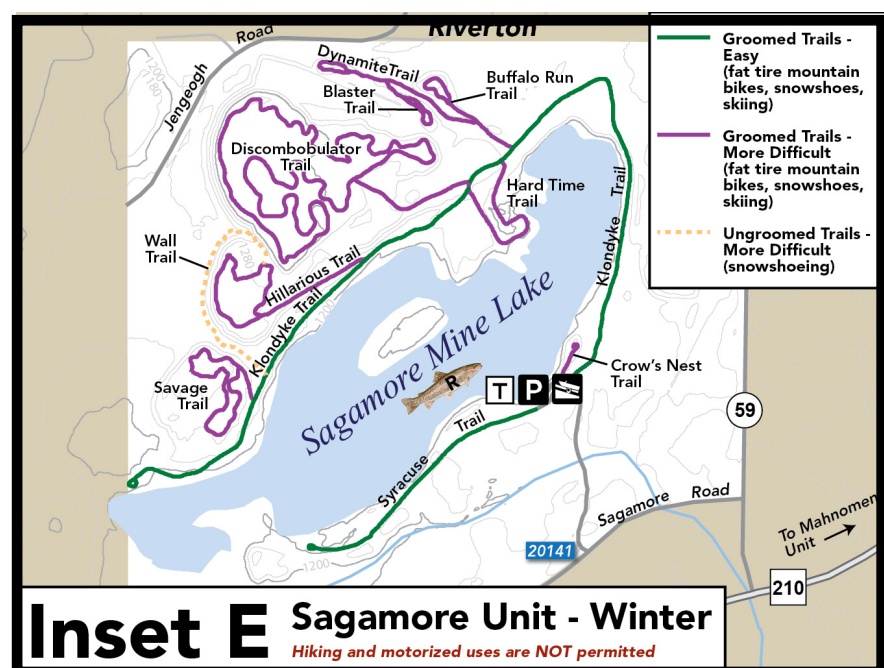 Riverton
Road
Jengeogh
DynamiteTrail
Blaster
Trail
Buffalo Run
Trail
Discombobulator
Trail
Hard Time
Trail
Wall
Trail
Hillarious Trail
Klondyke Trail
Klondyke Trail
Savage
Trail
Sagamore Mine Lake
R
T
P
Crow's Nest
Trail
Syracuse Trail
1200
1180
1280
1200
1200
20141
Sagamore Road
59
210
To Mahnomen
Unit
Groomed Trails -
Easy
(fat tire mountain
bikes, snowshoes,
skiing)
Groomed Trails -
More Difficult
(fat tire mountain
bikes, snowshoes,
skiing)
Ungroomed Trails -
More Difficult
(snowshoeing)
Inset E
Sagamore Unit - Winter
Hiking and motorized uses are NOT permitted